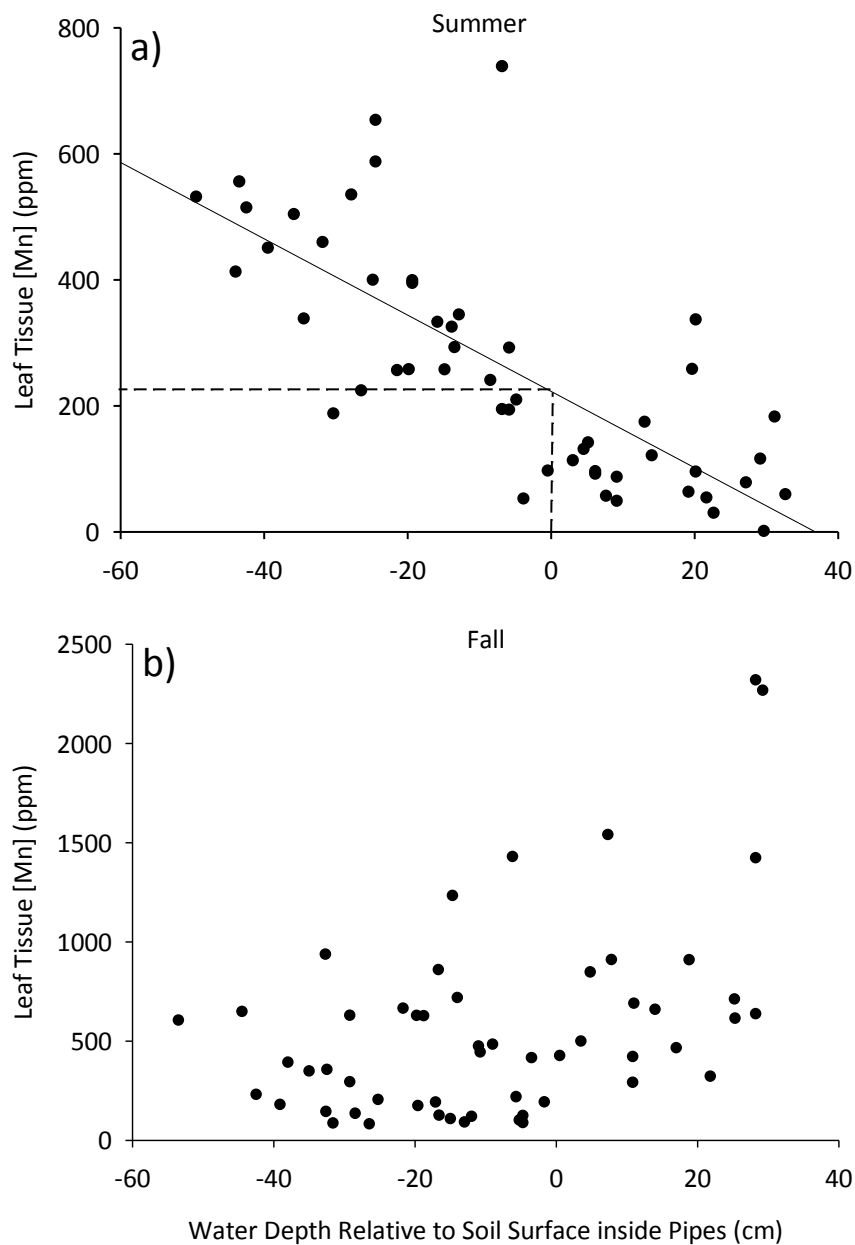 Summer
a)
800
600
400
200
0
Leaf Tissue [Mn] (ppm)
-60 -40 -20 0 20 40
Fall
b)
2500
2000
1500
1000
500
0
Leaf Tissue [Mn] (ppm)
-60 -40 -20 0 20 40
Water Depth Relative to Soil Surface inside Pipes (cm)